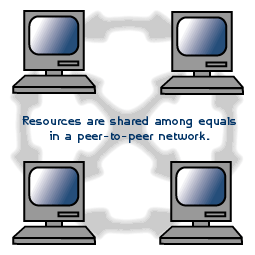 Resources are shared among equals
in a peer-to-peer network.